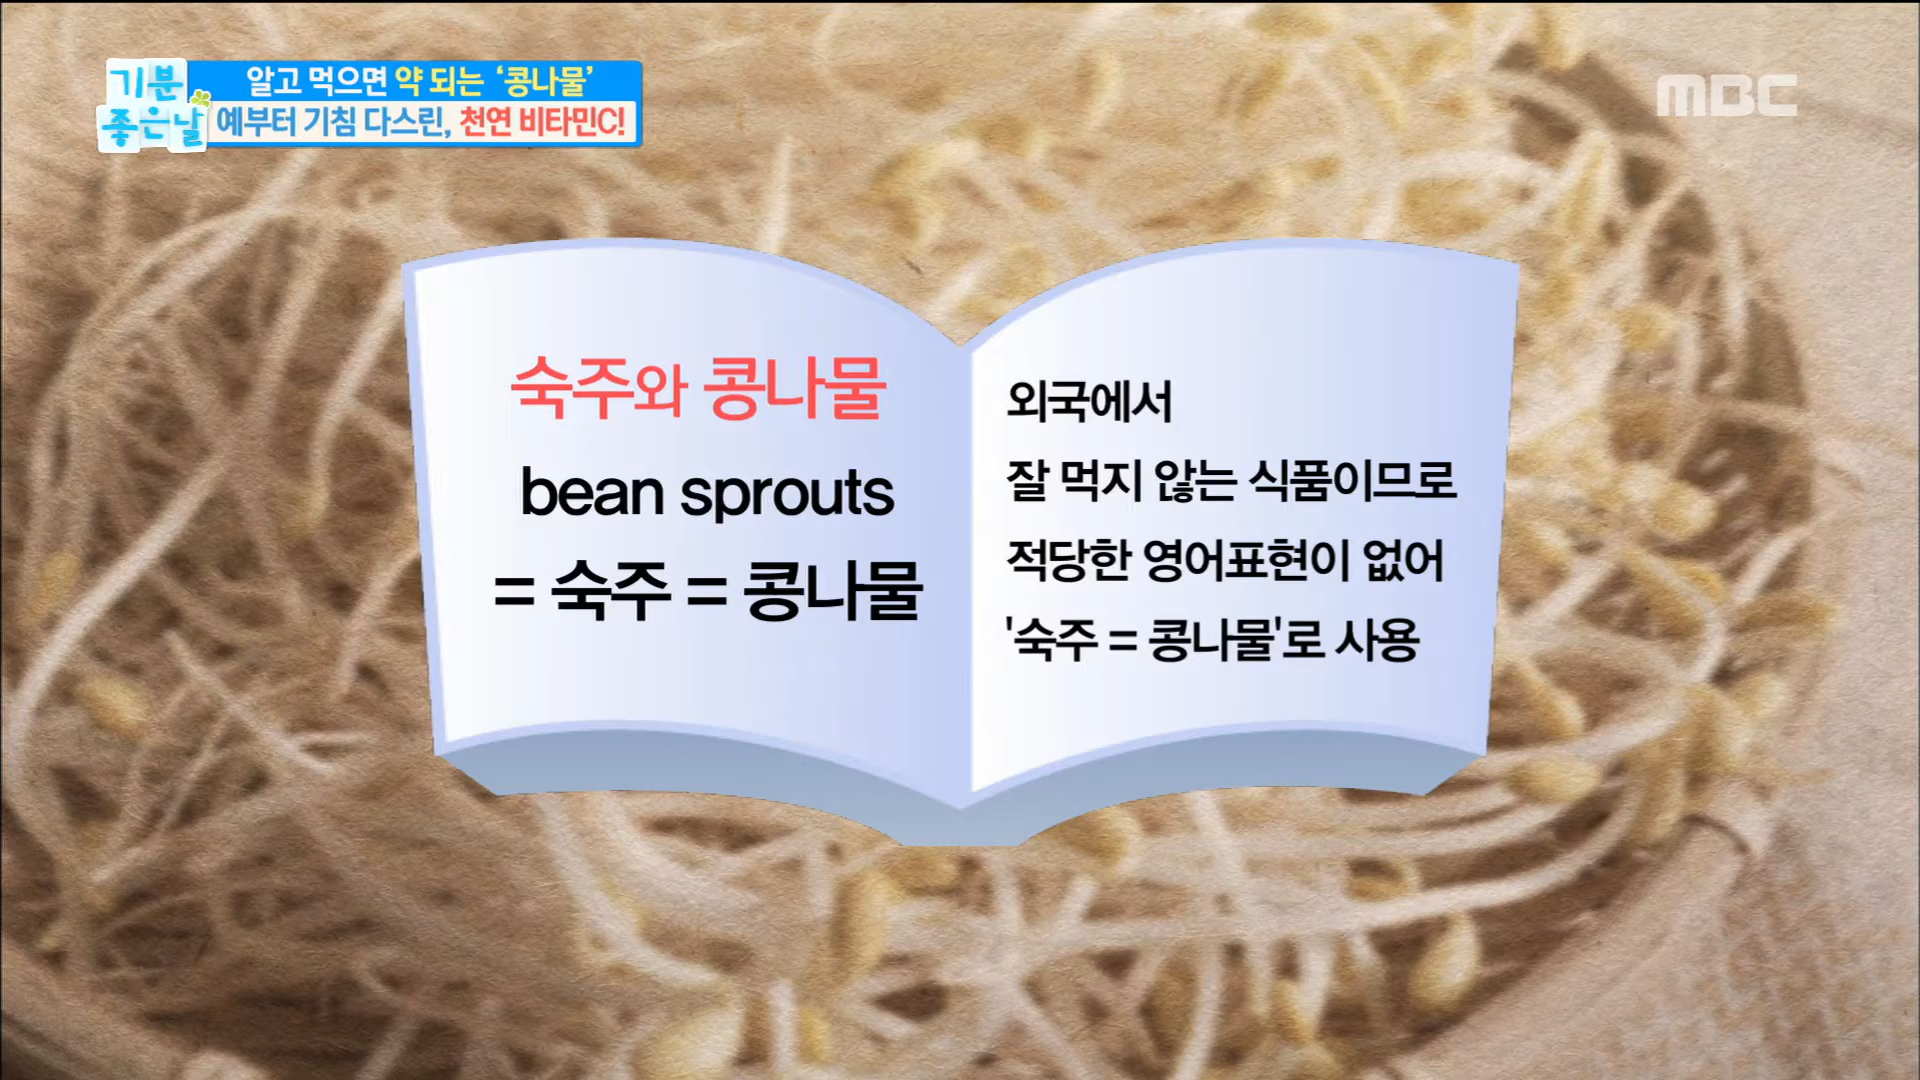 기분
좋은날
알고 먹으면 약 되는 '콩나물'
예부터 기침 다스린, 천연 비타민C!
MBC
숙주와 콩나물
bean sprouts
= 숙주 = 콩나물
외국에서
잘 먹지 않는 식품이므로
적당한 영어표현이 없어
'숙주 = 콩나물'로 사용